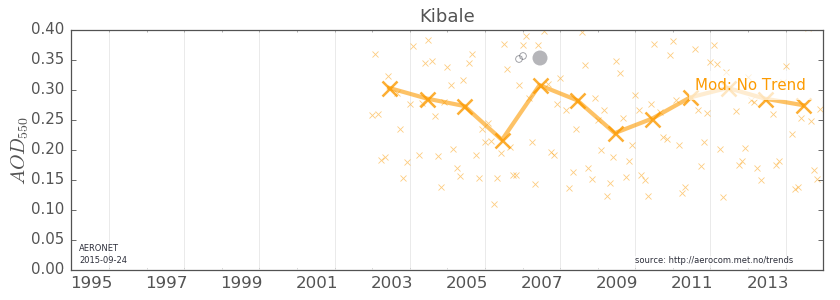 Kibale
0.40
0.35
0.30
0.25
0.20
0.15
0.10
0.05
0.00
AOD550
Mod: No Trend
AERONET
2015-09-24
source: http://aerocom.met.no/trends
1995 1997 1999 2001 2003 2005 2007 2009 2011 2013